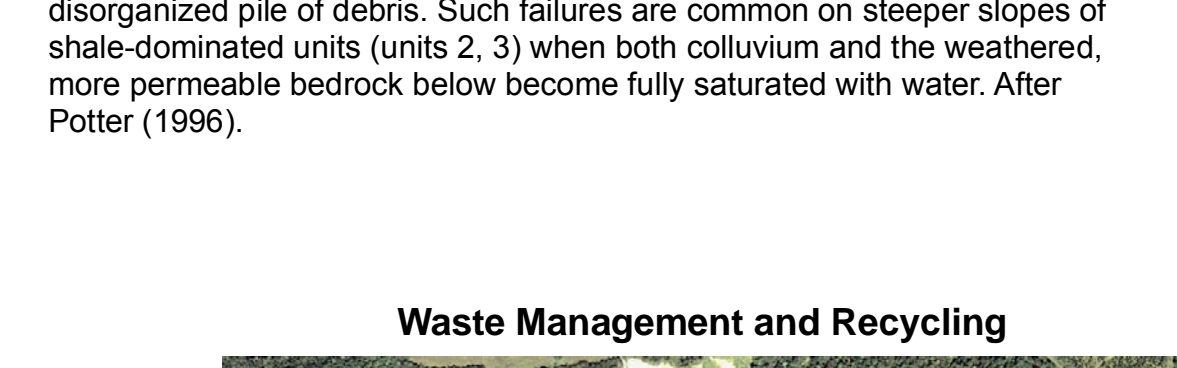 disorganized pile of debris. Such failures are common on steeper slopes of
shale-dominated units (units 2, 3) when both colluvium and the weathered,
more permeable bedrock below become fully saturated with water. After
Potter (1996).
Waste Management and Recycling